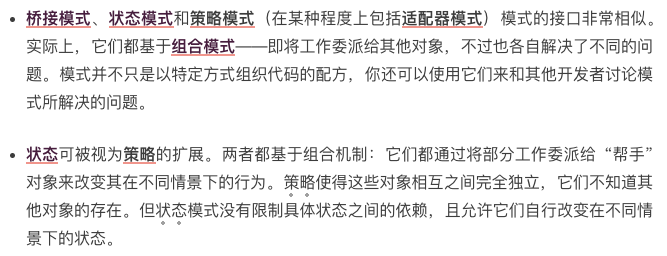 • 桥接模式、状态模式和策略模式（在某种程度上包括适配器模式）模式的接口非常相似。
实际上，它们都基于组合模式——即将工作委派给其他对象，不过也各自解决了不同的问
题。模式并不只是以特定方式组织代码的配方，你还可以使用它们来和其他开发者讨论模
式所解决的问题。
• 状态可被视为策略的扩展。两者都基于组合机制：它们都通过将部分工作委派给“帮手”
对象来改变其在不同情景下的行为。策略使得这些对象相互之间完全独立，它们不知道其
他对象的存在。但状态模式没有限制具体状态之间的依赖，且允许它们自行改变在不同情
景下的状态。